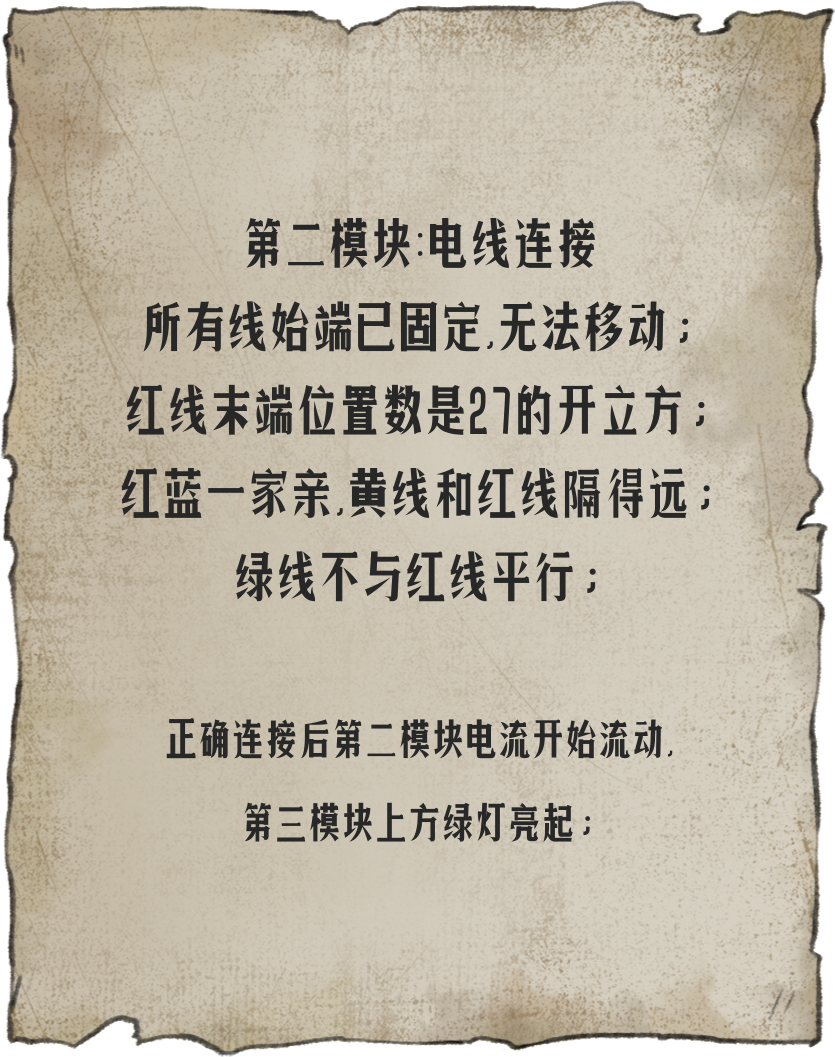 第二模块:电线连接
所有线始端已固定,无法移动;
红线末端位置数是27的开立方;
红蓝一家亲,黄线和红线隔得远;
绿线不与红线平行;
正确连接后第二模块电流开始流动,
第三模块上方绿灯亮起;